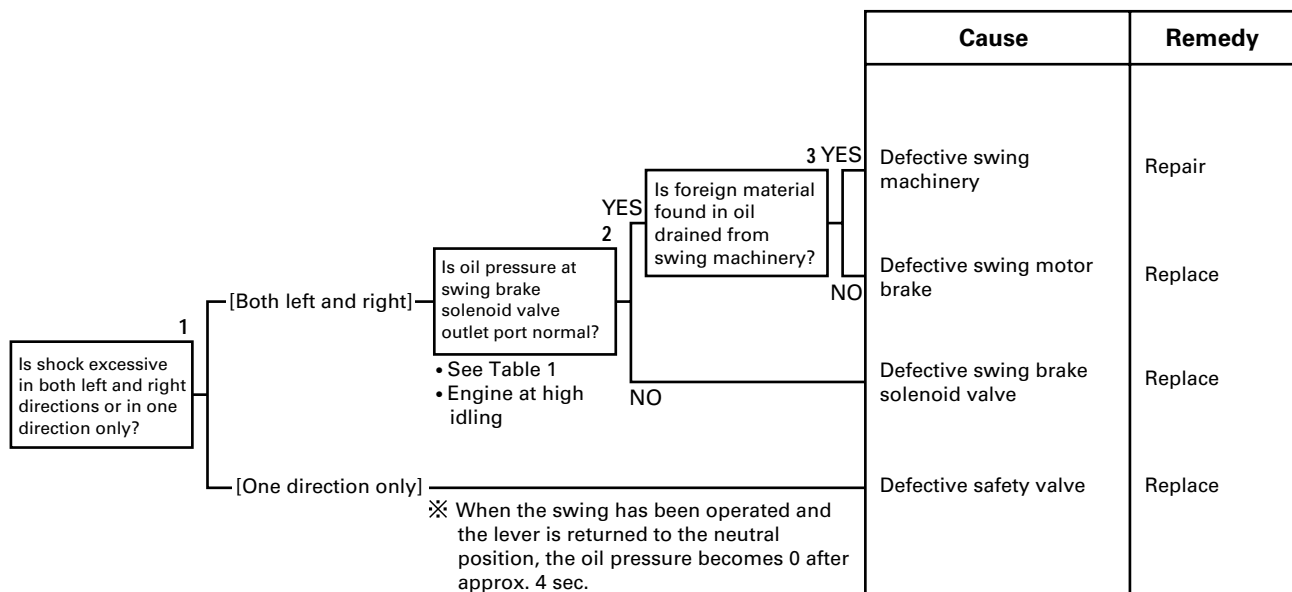 Cause
Remedy
3 YES
Defective swing
machinery
Repair
Is foreign material
found in oil
drained from
swing machinery?
YES
2
NO
Defective swing motor
brake
Replace
Is oil pressure at
swing brake
solenoid valve
outlet port normal?
[Both left and right]
1
• See Table 1
• Engine at high
idling
NO
Defective swing brake
solenoid valve
Replace
Is shock excessive
in both left and right
directions or in one
direction only?
[One direction only]
Defective safety valve
Replace
※ When the swing has been operated and
the lever is returned to the neutral
position, the oil pressure becomes 0 after
approx. 4 sec.